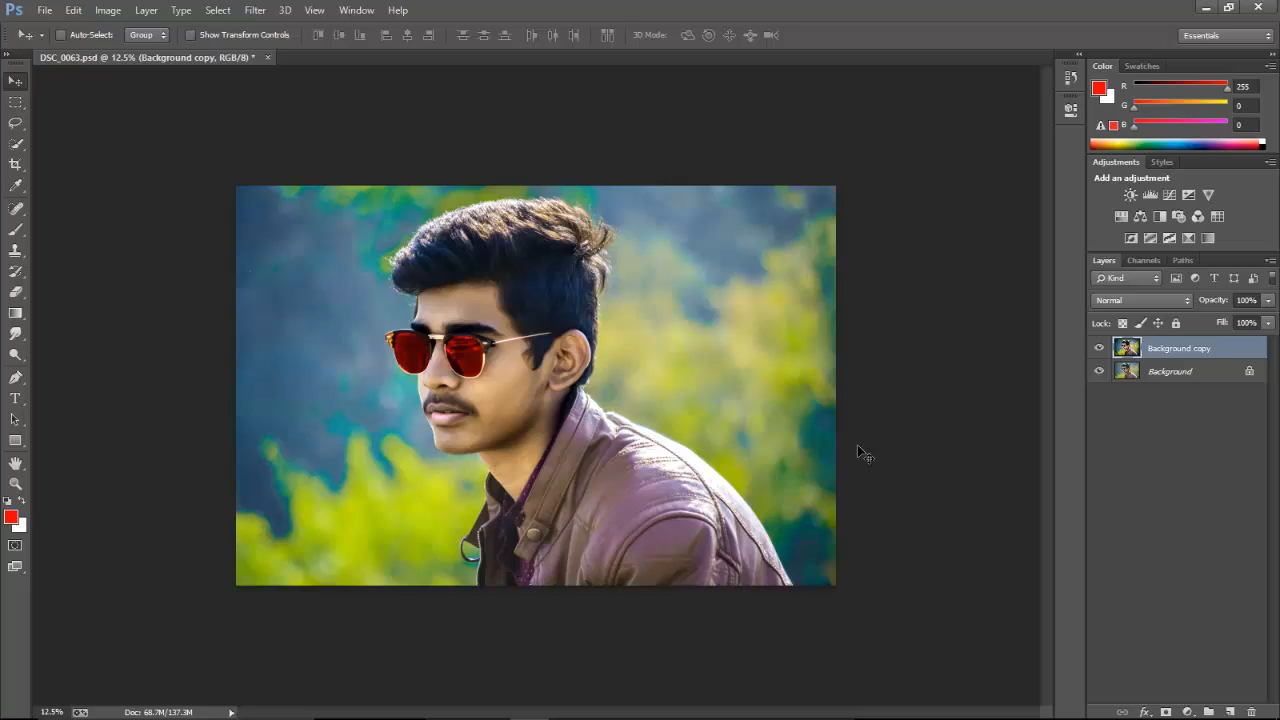 Ps File Edit Image Layer Type Select Filter 3D View Window Help
Auto-Select: Group Show Transform Controls 3D Mode: Essentials
DSC_0063.psd @ 12.5% (Background copy, RGB/8) * ×
Color Swatches
R 255
G 0
B 0
Adjustments Styles
Add an adjustment
Layers Channels Paths
Kind T
Normal Opacity: 100%
Lock: Fill: 100%
Background copy
Background
T
12.5% Doc: 68.7M/137.3M
fx